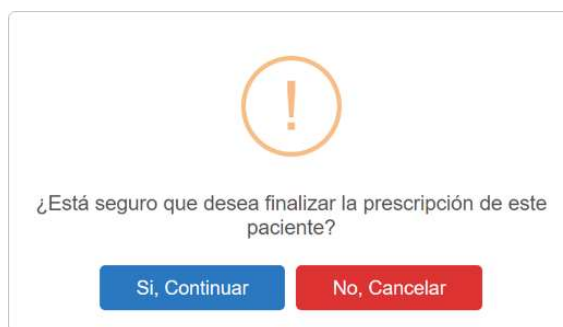 !
¿Está seguro que desea finalizar la prescripción de este
paciente?
Si, Continuar
No, Cancelar